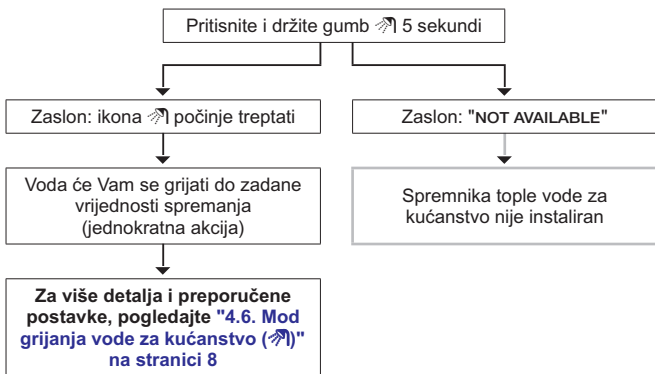 Pritisnite i držite gumb 5 sekundi
Zaslon: ikona počinje treptati
Zaslon: "NOT AVAILABLE"
Voda će Vam se grijati do zadane
vrijednosti spremanja
(jednokratna akcija)
Spremnika tople vode za
kućanstvo nije instaliran
Za više detalja i preporučene
postavke, pogledajte "4.6. Mod
grijanja vode za kućanstvo ()"
na stranici 8